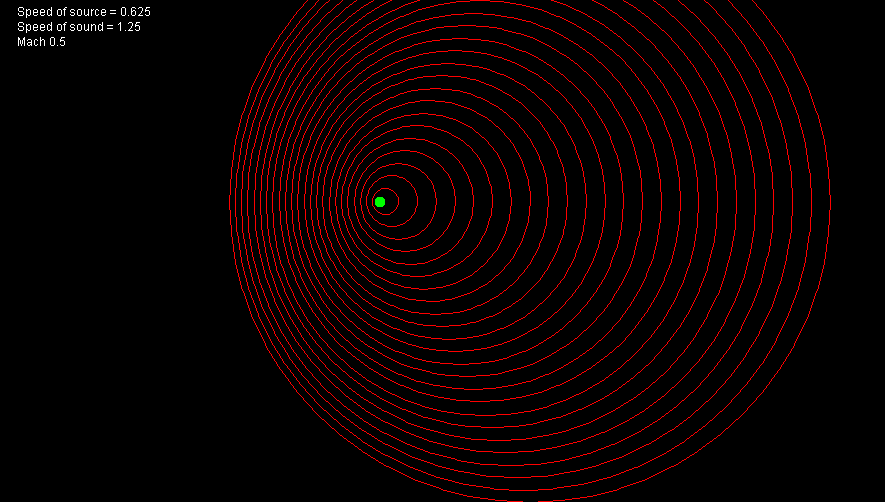 Speed of source = 0.625
Speed of sound = 1.25
Mach 0.5